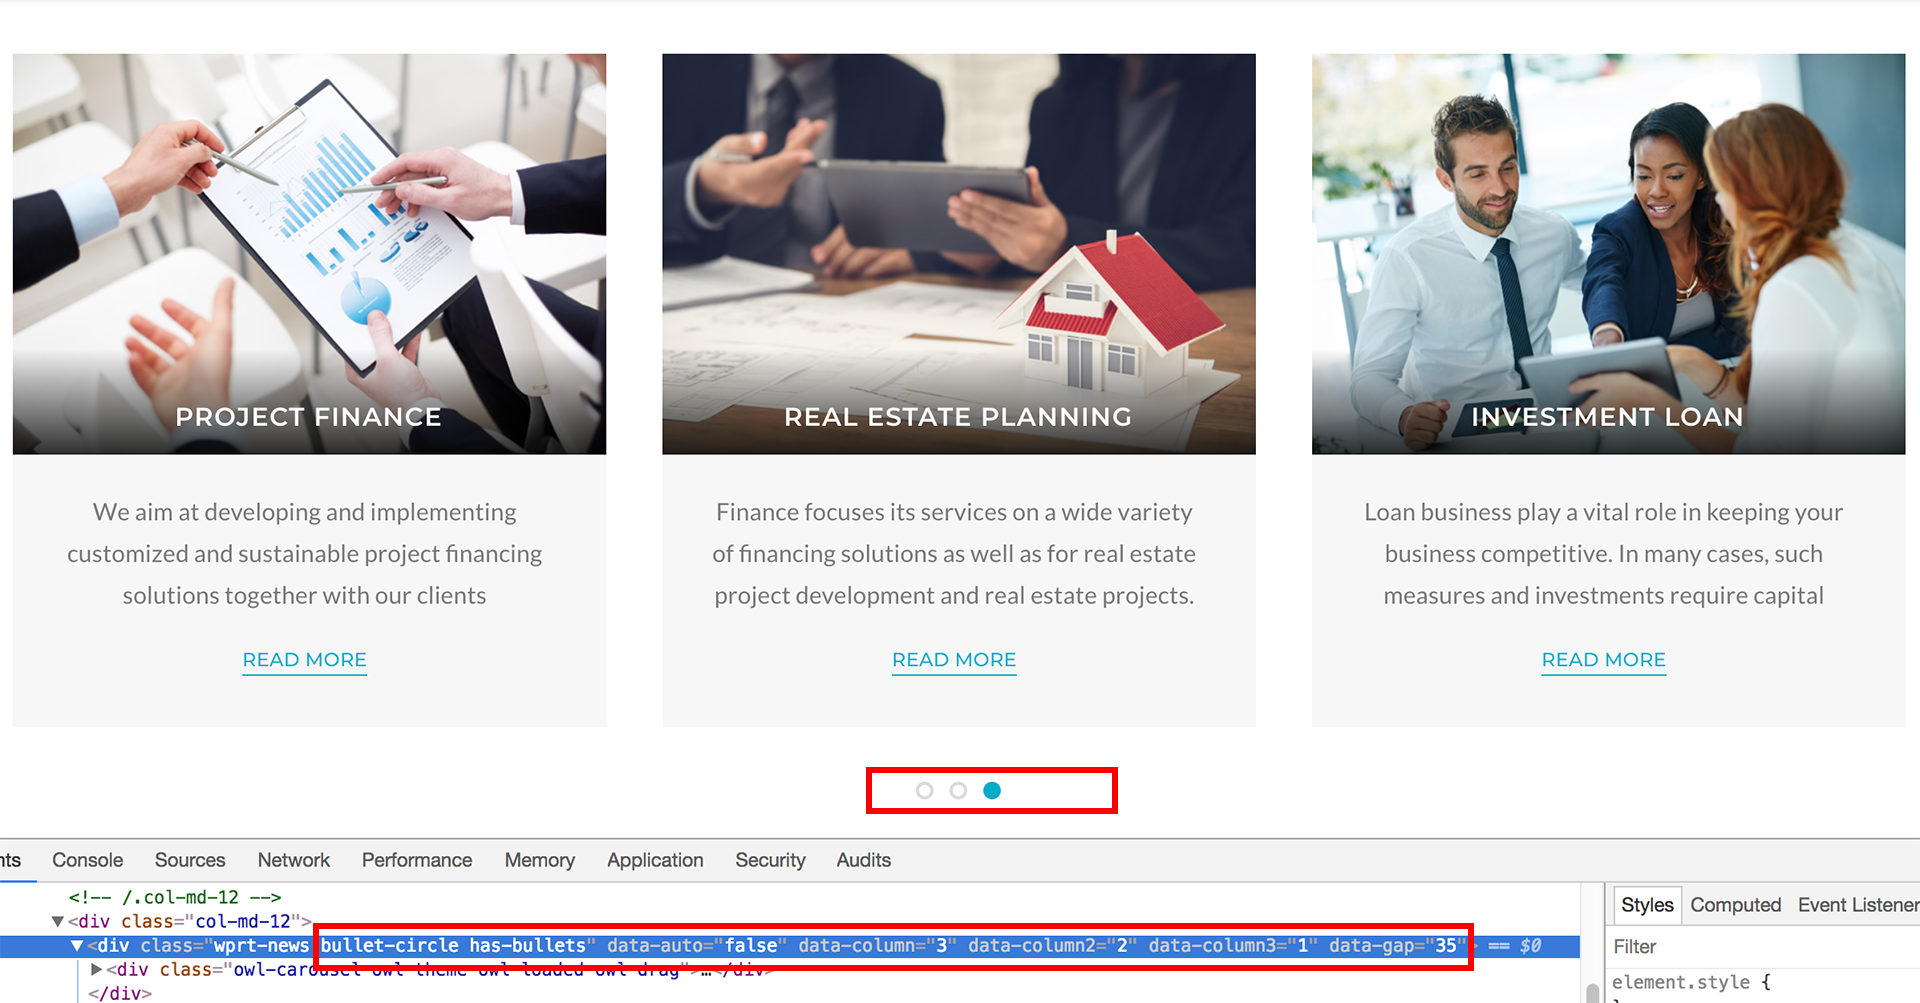 PROJECT FINANCE
REAL ESTATE PLANNING
INVESTMENT LOAN
We aim at developing and implementing
customized and sustainable project financing
solutions together with our clients
READ MORE
Finance focuses its services on a wide variety
of financing solutions as well as for real estate
project development and real estate projects.
READ MORE
Loan business play a vital role in keeping your
business competitive. In many cases, such
measures and investments require capital
READ MORE
nts Console Sources Network Performance Memory Application Security Audits
<!-- /.col-md-12 -->
▼<div class="col-md-12">
▼<div class="wprt-news bullet-circle has-bullets" data-auto="false" data-column="3" data-column2="2" data-column3="1" data-gap="35"> == $0
▶<div class="owl-carousel owl-theme owl-loaded owl-drag">…</div>
</div>
Styles Computed Event Listener
Filter
element.style {